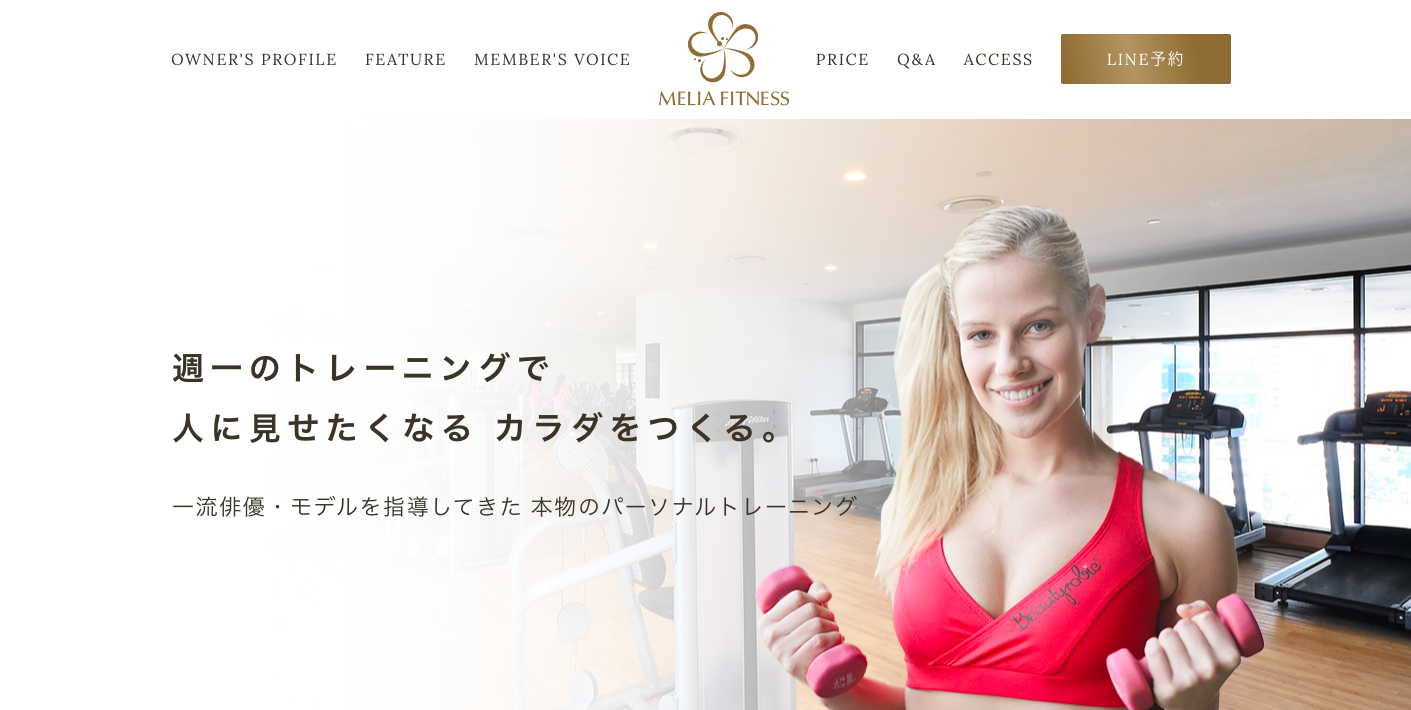 OWNER'S PROFILE
FEATURE
MEMBER'S VOICE
MELIA FITNESS
PRICE
Q&A
ACCESS
LINE予約
週一のトレーニングで
人に見せたくなる カラダをつくる。
一流俳優・モデルを指導してきた 本物のパーソナルトレーニング
Beautyrobic